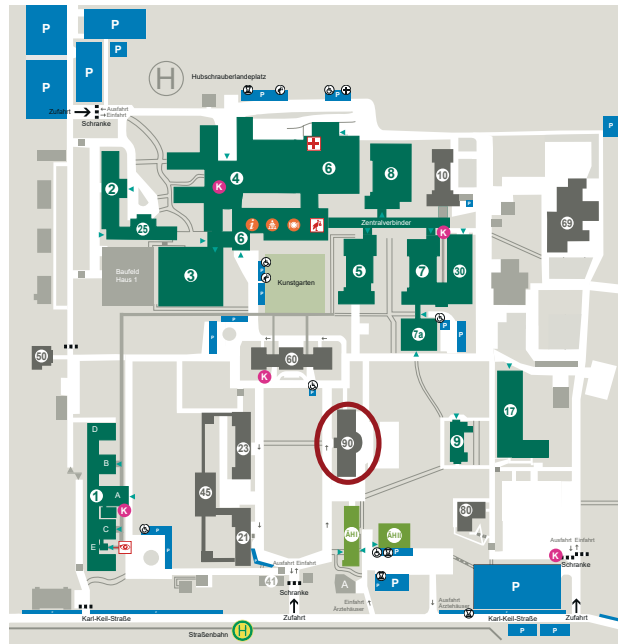 P
P
P
P
P
H
Hubschrauberlandeplatz
P
P
Zufahrt
Ausfahrt
Einfahrt
Schranke
2
4
K
6
8
10
25
6
i
Zentralverbinder
K
69
Baufeld
Haus 1
3
P
P
Kunstgarten
5
7
30
P
7a
P
P
P
P
50
60
K
P
D
B
1
A
K
C
E
P
P
23
45
21
90
9
17
80
AHI
AHII
P
P
41
A
K
Ausfahrt Einfahrt
Schranke
Ausfahrt Einfahrt
Schranke
P
Einfahrt
Ärztehäuser
Ausfahrt
Ärztehäuser
Karl-Keil-Straße
Zufahrt
Karl-Keil-Straße
Zufahrt
Straßenbahn
H
P
P